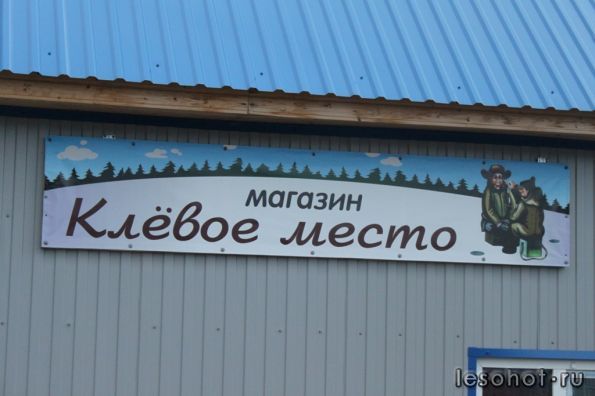 магазин
Клёвое место
lesohot.ru